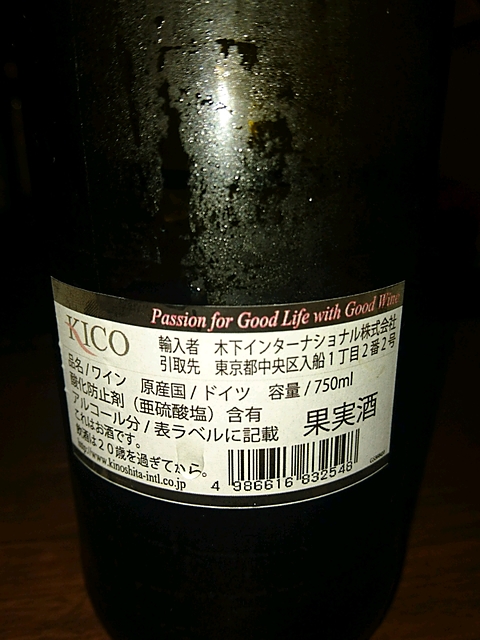 Passion for Good Life with Good Wine
KICO
輸入者 木下インターナショナル株式会社
引取先 東京都中央区入船1丁目2番2号
品名/ワイン 原産国/ドイツ 容量/750ml
酸化防止剤(亜硫酸塩)含有
アルコール分/表ラベルに記載
果実酒
これはお酒です。
飲酒は20歳を過ぎてから。
http://www.kinoshita-intl.co.jp
4 986616 832548